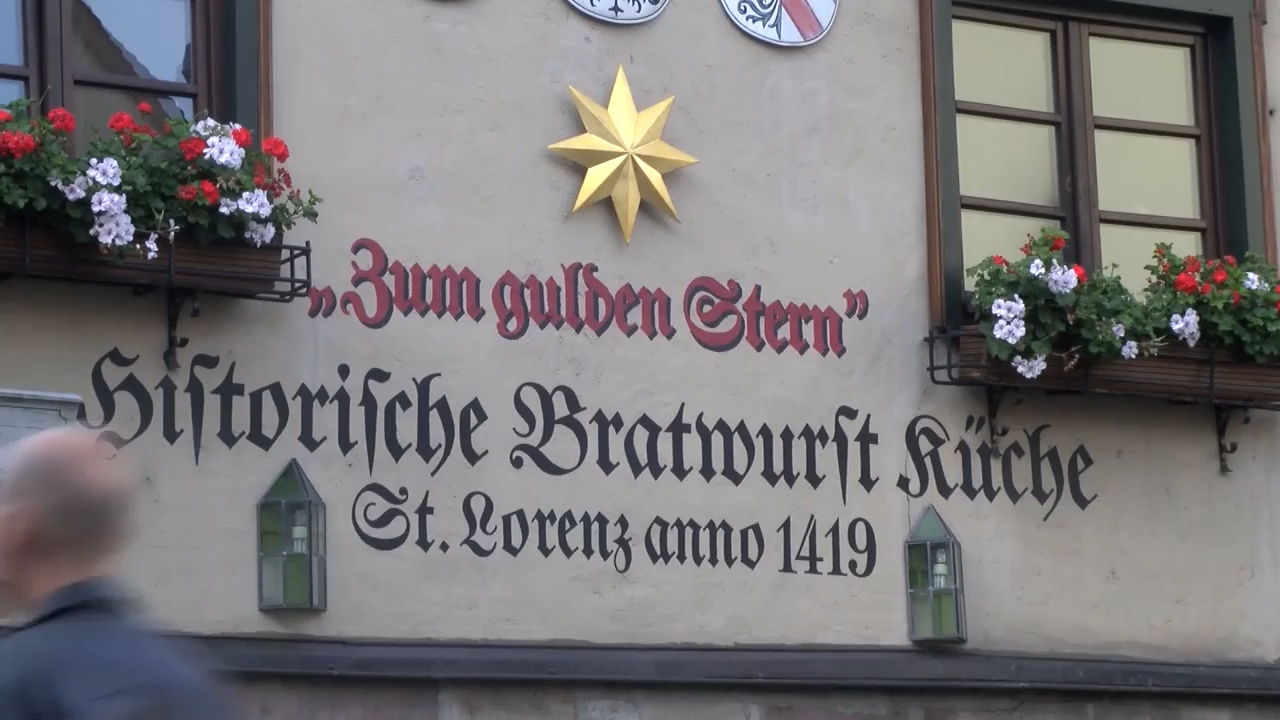 „Zum gulden Stern”
Hiſtoriſche Bratwurſt Küche
St. Lorenz anno 1419